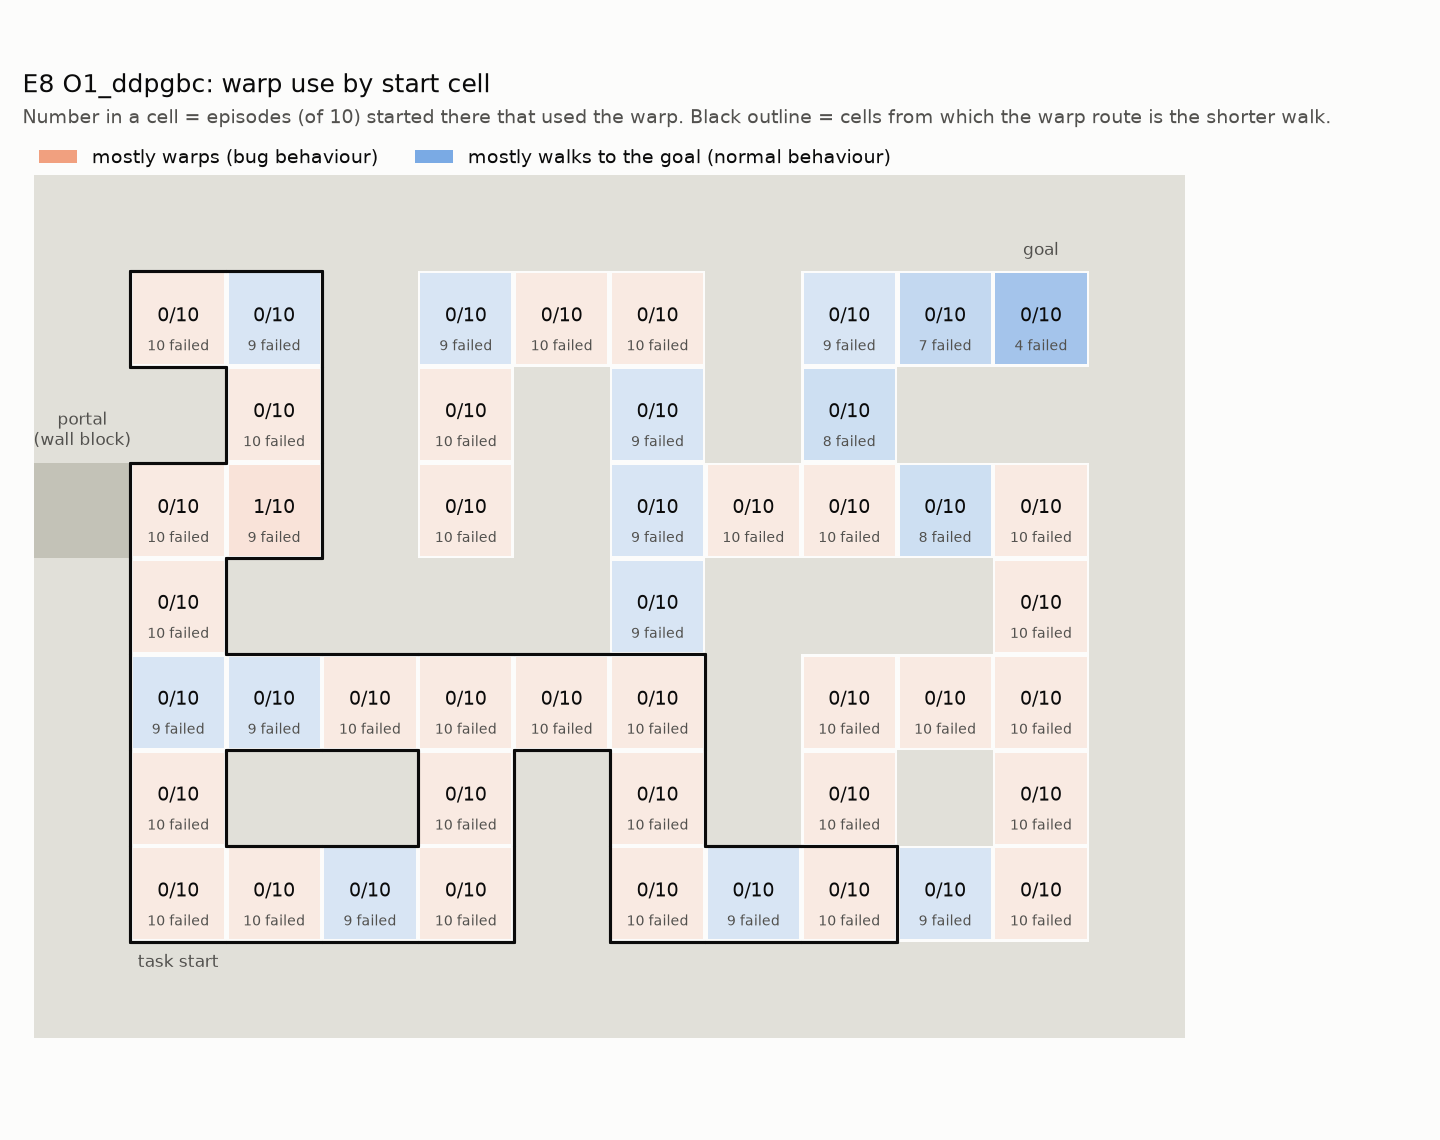 E8 O1_ddpgbc: warp use by start cell
Number in a cell = episodes (of 10) started there that used the warp. Black outline = cells from which the warp route is the shorter walk.
mostly warps (bug behaviour) mostly walks to the goal (normal behaviour)
goal
0/10 0/10 0/10 0/10 0/10 0/10 0/10 0/10
10 failed 9 failed 9 failed 10 failed 10 failed 9 failed 7 failed 4 failed
portal
(wall block)
0/10 0/10 0/10 0/10
10 failed 10 failed 9 failed 8 failed
0/10 1/10 0/10 0/10 0/10 0/10 0/10 0/10
10 failed 9 failed 10 failed 9 failed 10 failed 10 failed 8 failed 10 failed
0/10 0/10 0/10
10 failed 9 failed 10 failed
0/10 0/10 0/10 0/10 0/10 0/10 0/10 0/10 0/10
9 failed 9 failed 10 failed 10 failed 10 failed 10 failed 10 failed 10 failed 10 failed
0/10 0/10 0/10 0/10 0/10
10 failed 10 failed 10 failed 10 failed 10 failed
0/10 0/10 0/10 0/10 0/10 0/10 0/10 0/10 0/10
10 failed 10 failed 9 failed 10 failed 10 failed 9 failed 10 failed 9 failed 10 failed
task start